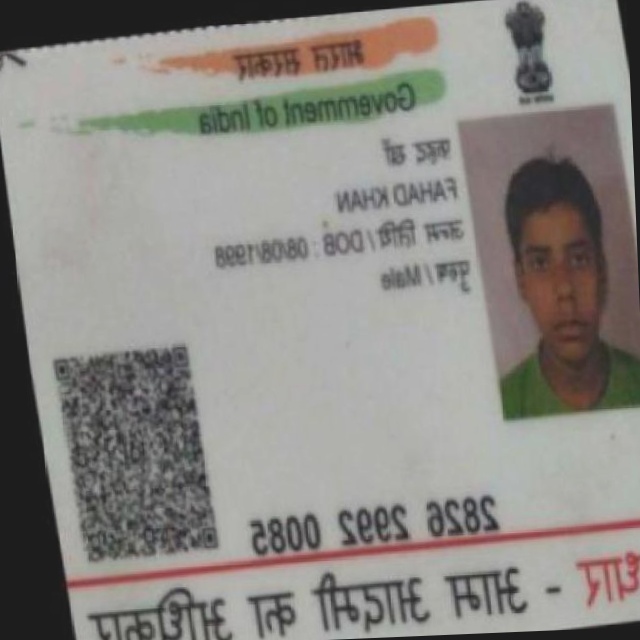 भारत सरकार
Government of India
फहद खाँ
FAHAD KHAN
जन्म तिथि / DOB : 08/08/1998
पुरुष / Male
2826 2992 0085
धार - आम आदमी का अधिकार